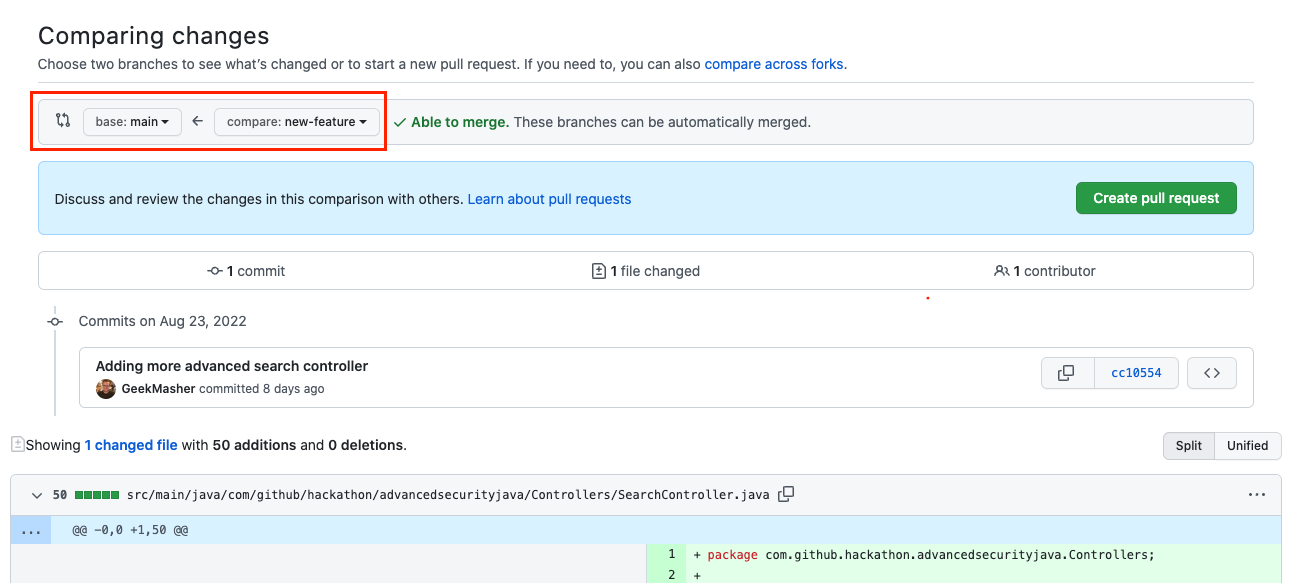 Comparing changes
Choose two branches to see what's changed or to start a new pull request. If you need to, you can also compare across forks.
base: main compare: new-feature Able to merge. These branches can be automatically merged.
Discuss and review the changes in this comparison with others. Learn about pull requests Create pull request
1 commit 1 file changed 1 contributor
Commits on Aug 23, 2022
Adding more advanced search controller
GeekMasher committed 8 days ago cc10554
Showing 1 changed file with 50 additions and 0 deletions. Split Unified
50 src/main/java/com/github/hackathon/advancedsecurityjava/Controllers/SearchController.java ...
... @@ -0,0 +1,50 @@
1 + package com.github.hackathon.advancedsecurityjava.Controllers;
2 +